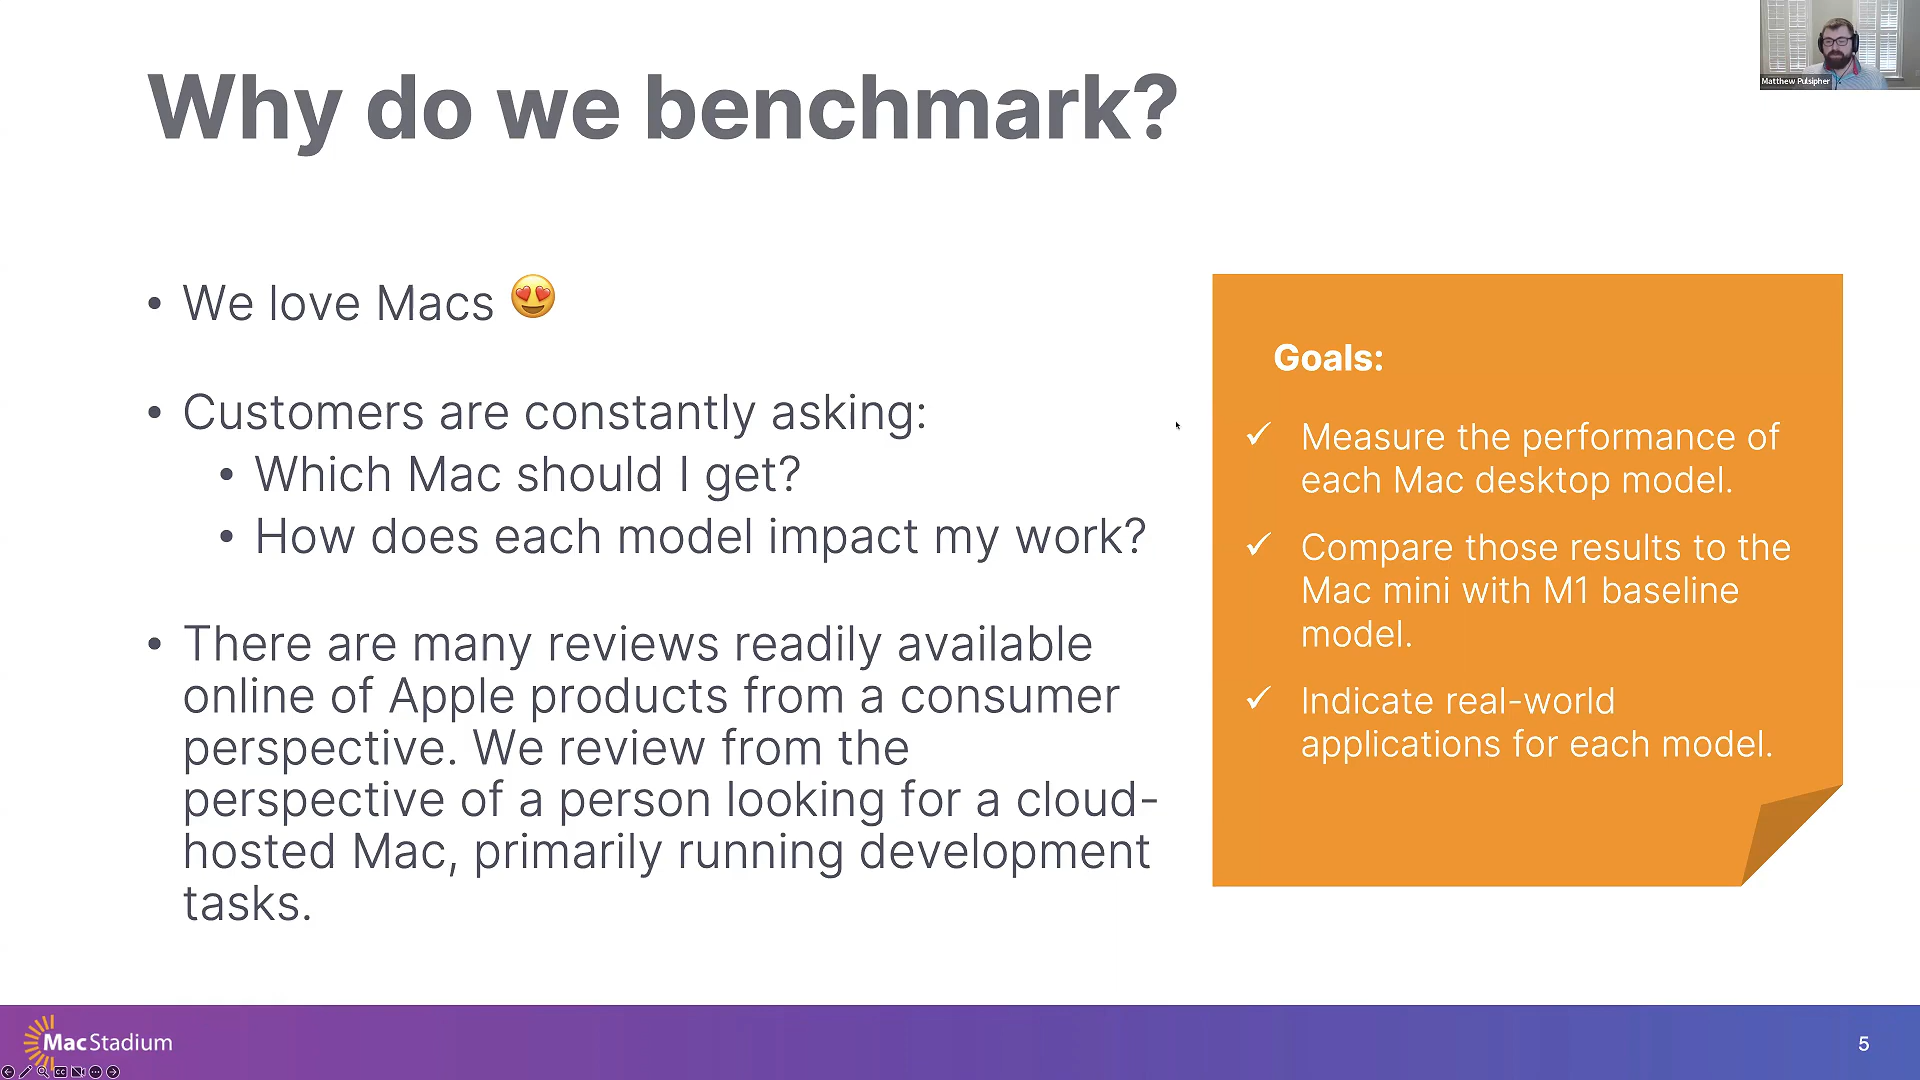 Why do we benchmark?
Matthew Pulsipher
• We love Macs 😍
• Customers are constantly asking:
• Which Mac should I get?
• How does each model impact my work?
• There are many reviews readily available
online of Apple products from a consumer
perspective. We review from the
perspective of a person looking for a cloud-
hosted Mac, primarily running development
tasks.
Goals:
✓ Measure the performance of
each Mac desktop model.
✓ Compare those results to the
Mac mini with M1 baseline
model.
✓ Indicate real-world
applications for each model.
MacStadium
5